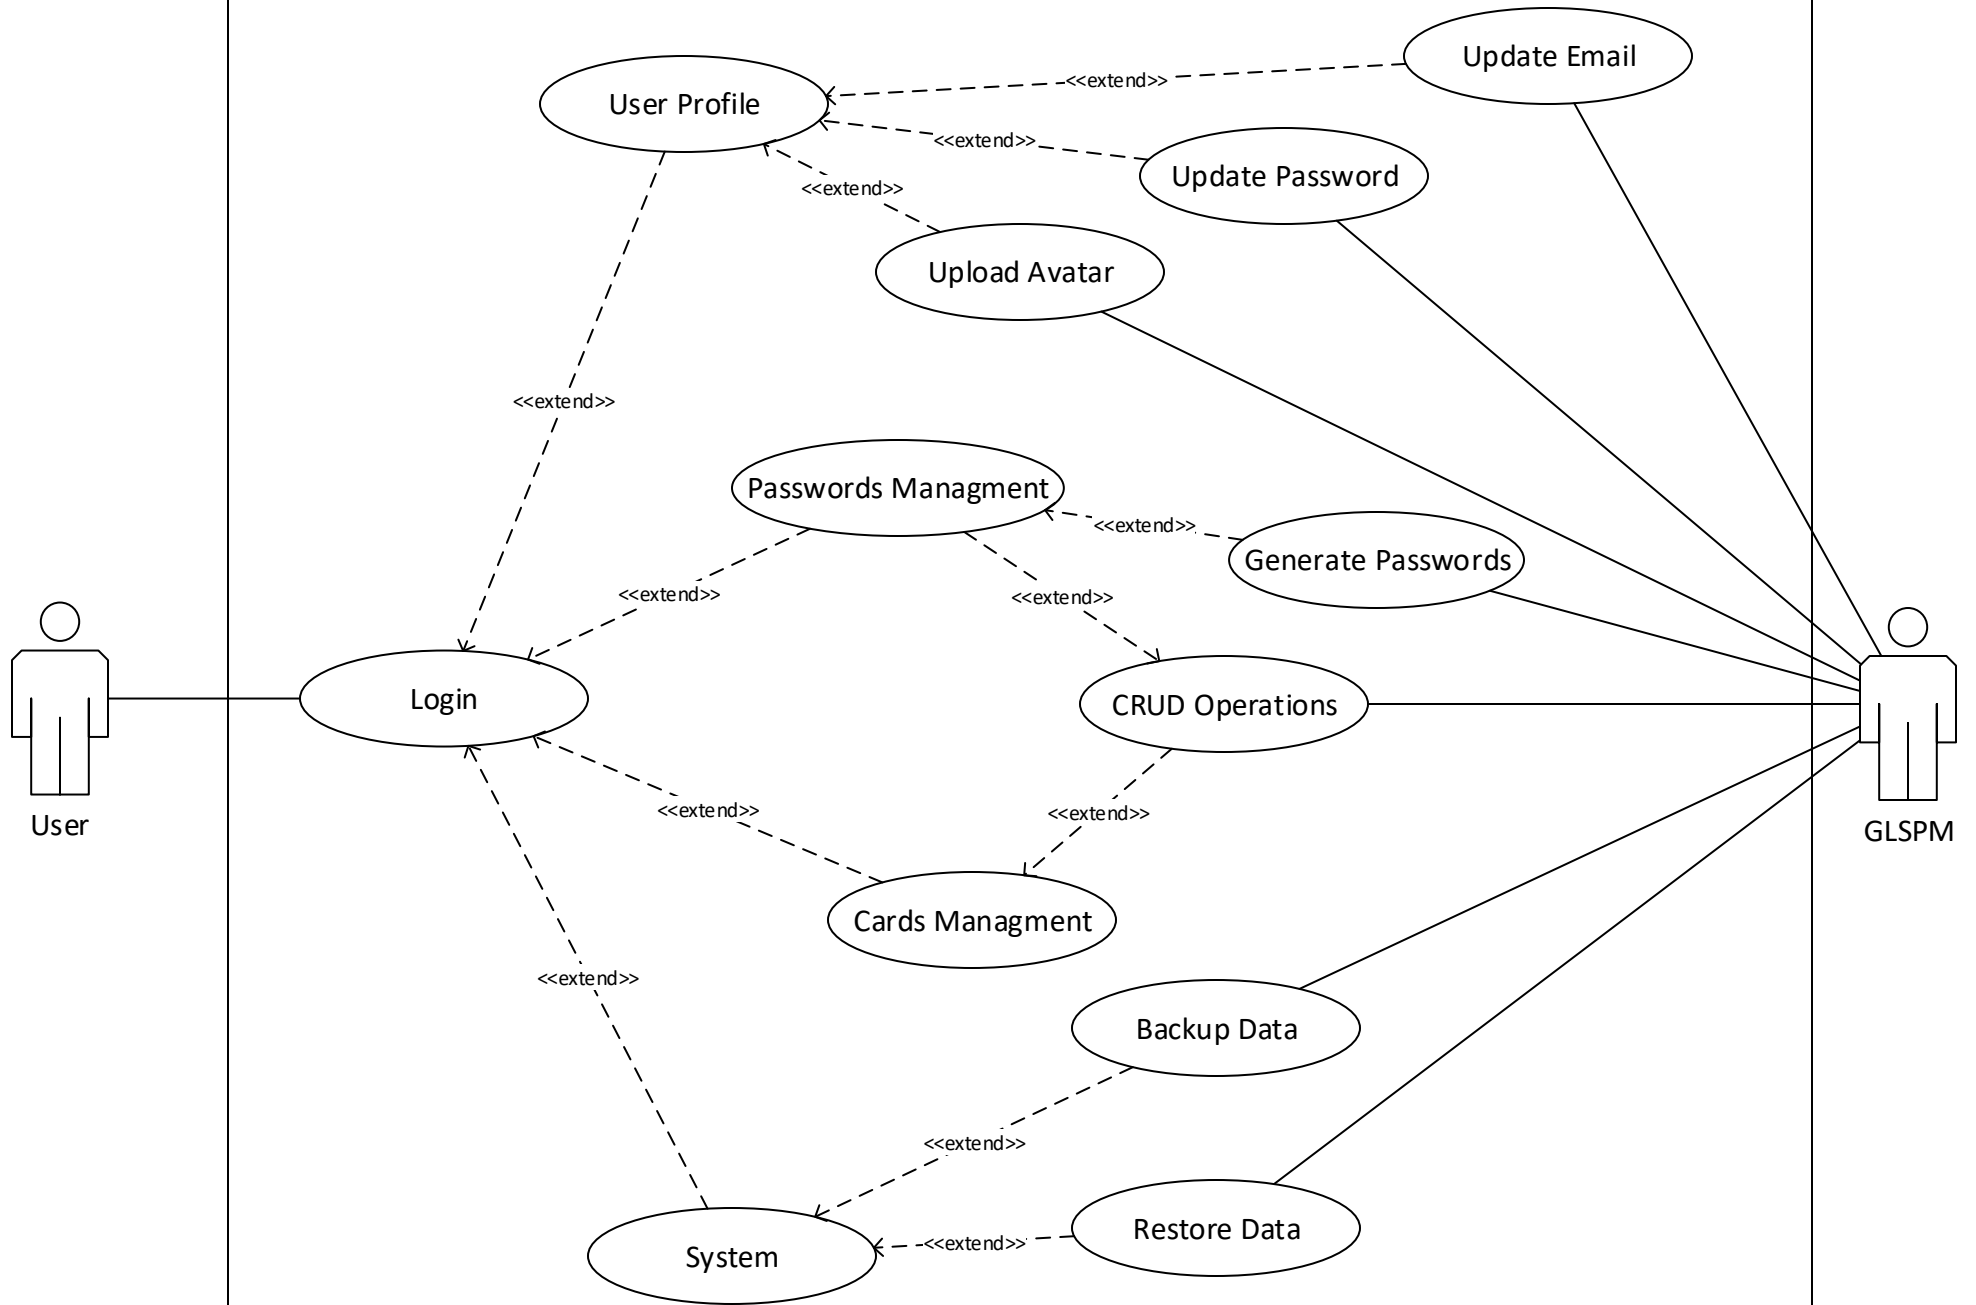 Update Email
<<extend>>
User Profile
<<extend>>
Update Password
<<extend>>
Upload Avatar
<<extend>>
Passwords Managment
<<extend>>
Generate Passwords
<<extend>>
<<extend>>
Login
CRUD Operations
<<extend>>
<<extend>>
User
GLSPM
Cards Managment
<<extend>>
Backup Data
<<extend>>
Restore Data
<<extend>>
System